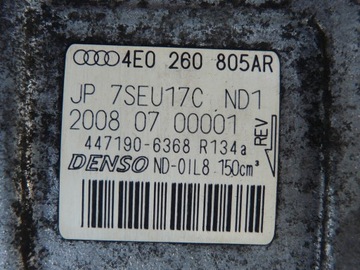 4E0 260 805AR
JP 7SEU17C ND1
2008 07 00001
REV
447190-6368 R134a
DENSO ND-OIL8 150cm³